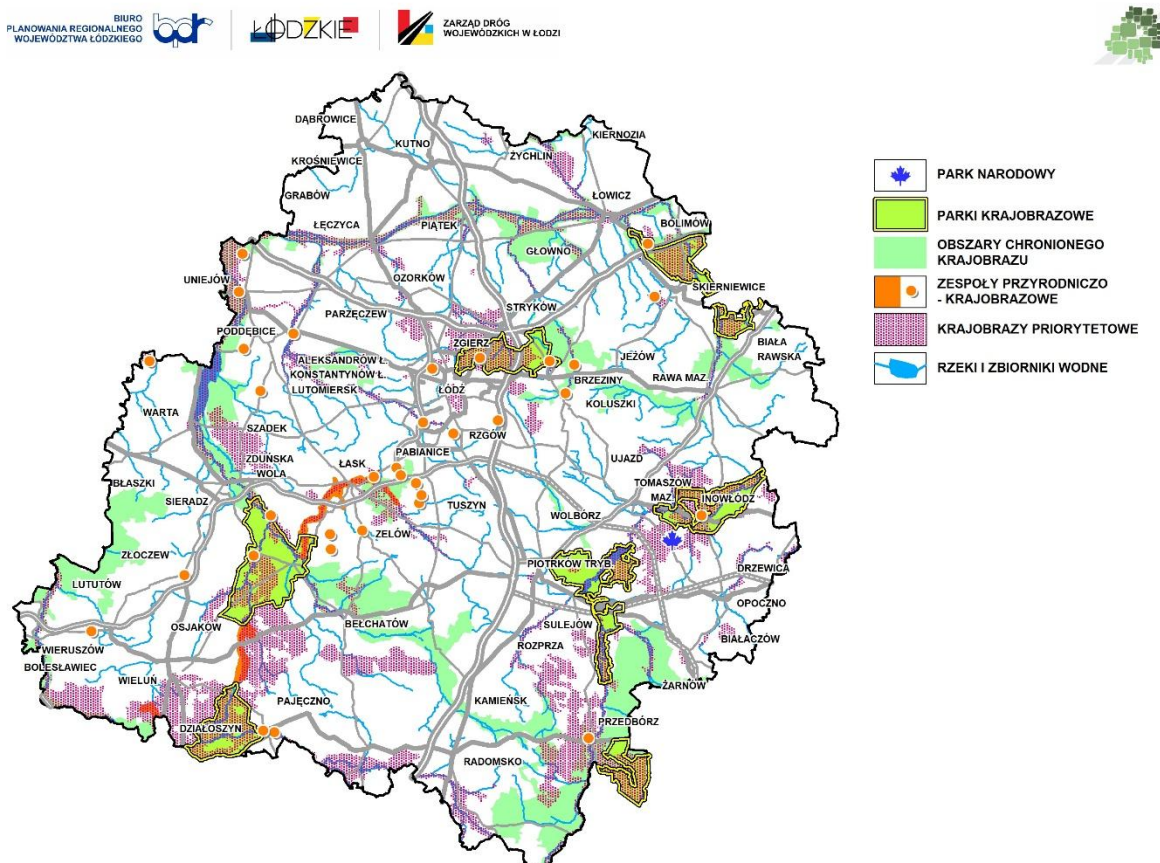 BIURO
PLANOWANIA REGIONALNEGO
WOJEWÓDZTWA ŁÓDZKIEGO
bpr
ŁÓDZKIE
ZARZĄD DRÓG
WOJEWÓDZKICH W ŁODZI
DĄBROWICE
KUTNO
KIERNOZIA
KROŚNIEWICE
ŻYCHLIN
GRABÓW
ŁOWICZ
ŁĘCZYCA
PIĄTEK
BOLIMÓW
GŁOWNO
UNIEJÓW
OZORKÓW
SKIERNIEWICE
PARZĘCZEW
STRYKÓW
PODDĘBICE
ZGIERZ
BIAŁA
RAWSKA
ALEKSANDRÓW Ł.
JEŻÓW
KONSTANTYNÓW Ł.
BRZEZINY
RAWA MAZ.
LUTOMIERSK
ŁÓDŹ
KOLUSZKI
WARTA
SZADEK
RZGÓW
PABIANICE
ZDUŃSKA
WOLA
ŁASK
UJAZD
BŁASZKI
TOMASZÓW
MAZ.
INOWŁÓDZ
SIERADZ
TUSZYN
WOLBÓRZ
ZELÓW
ZŁOCZEW
PIOTRKÓW TRYB.
DRZEWICA
LUTUTÓW
OPOCZNO
BEŁCHATÓW
SULEJÓW
OSJAKÓW
BIAŁACZÓW
WIERUSZÓW
ROZPRZA
BOLESŁAWIEC
WIELUŃ
ŻARNÓW
PAJĘCZNO
KAMIEŃSK
PRZEDBÓRZ
DZIAŁOSZYN
RADOMSKO
PARK NARODOWY
PARKI KRAJOBRAZOWE
OBSZARY CHRONIONEGO
KRAJOBRAZU
ZESPOŁY PRZYRODNICZO
- KRAJOBRAZOWE
KRAJOBRAZY PRIORYTETOWE
RZEKI I ZBIORNIKI WODNE